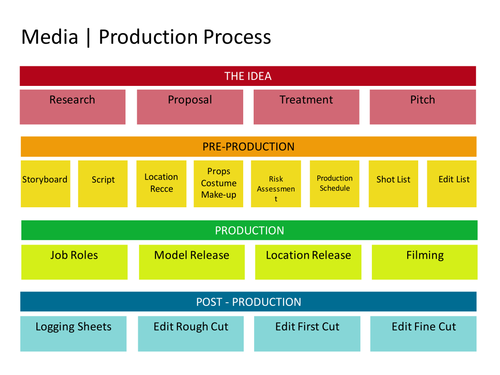 Media | Production Process
THE IDEA
Research
Proposal
Treatment
Pitch
PRE-PRODUCTION
Storyboard
Script
Location
Recce
Props
Costume
Make-up
Risk
Assessmen
t
Production
Schedule
Shot List
Edit List
PRODUCTION
Job Roles
Model Release
Location Release
Filming
POST - PRODUCTION
Logging Sheets
Edit Rough Cut
Edit First Cut
Edit Fine Cut